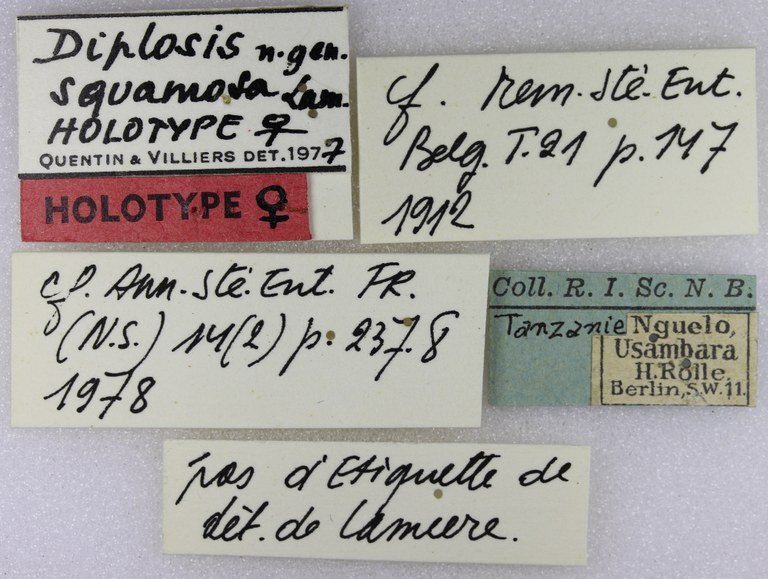 Diplosis n. gen.
squamosa Lam.
HOLOTYPE ♀
QUENTIN & VILLIERS DET. 1977
HOLOTYPE ♀
cf. Mem. Sté. Ent.
Belg. T. 21 p. 147
1912
cf. Ann. Sté. Ent. FR.
(N.S.) 14(2) p. 237.8
1978
Coll. R. I. Sc. N. B.
Tanzanie
Nguelo,
Usambara
H. Rolle,
Berlin, S.W. 11.
pas d'Etiquette de
dét. de Lameere.